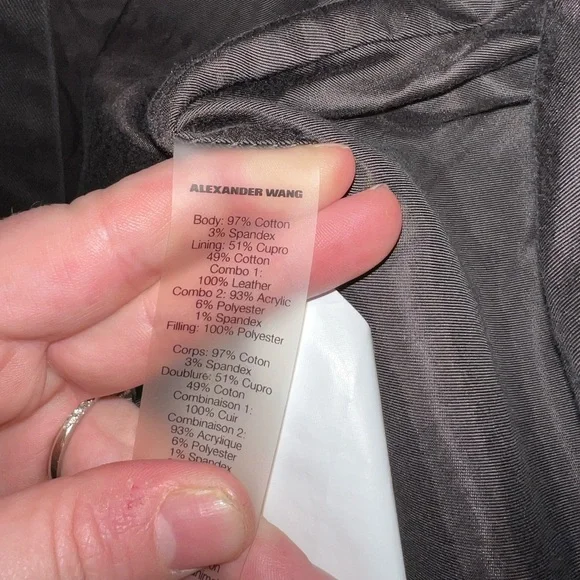 ALEXANDER WANG
Body: 97% Cotton
3% Spandex
Lining: 51% Cupro
49% Cotton
Combo 1:
100% Leather
Combo 2: 93% Acrylic
6% Polyester
1% Spandex
Filling: 100% Polyester
Corps: 97% Coton
3% Spandex
Doublure: 51% Cupro
49% Coton
Combinaison 1:
100% Cuir
Combinaison 2:
93% Acrylique
6% Polyester
1% Spandex